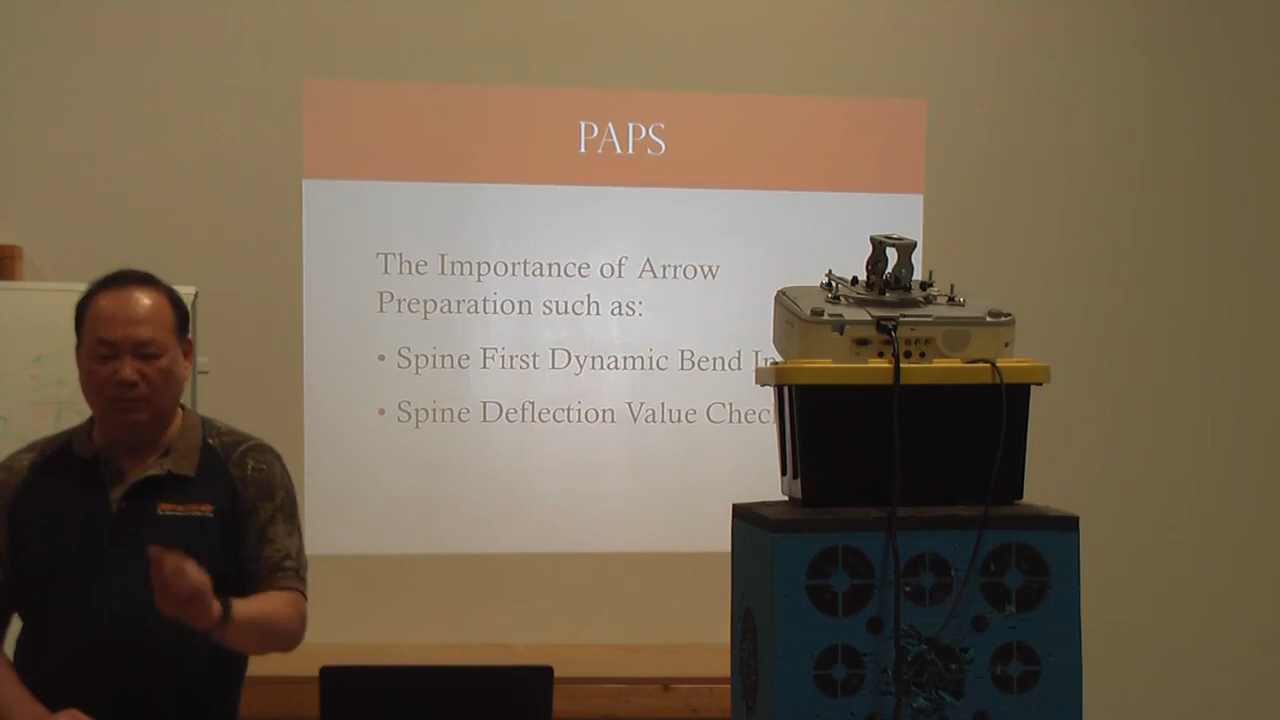 PAPS
The Importance of Arrow
Preparation such as:
• Spine First Dynamic Bend
• Spine Deflection Value